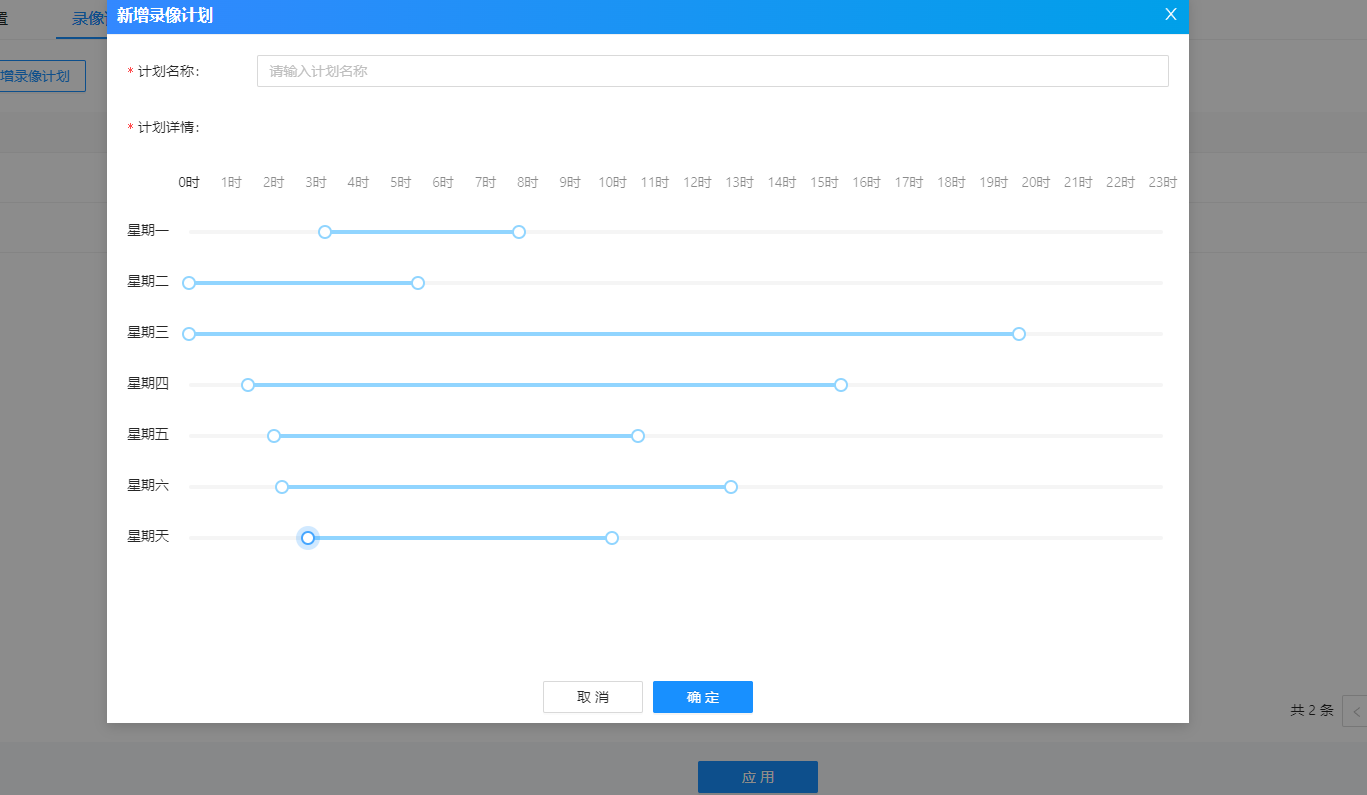 置
录像
新增录像计划
X
增录像计划
* 计划名称：
请输入计划名称
* 计划详情：
0时 1时 2时 3时 4时 5时 6时 7时 8时 9时 10时 11时 12时 13时 14时 15时 16时 17时 18时 19时 20时 21时 22时 23时
星期一
星期二
星期三
星期四
星期五
星期六
星期天
取 消
确 定
共 2 条
应 用